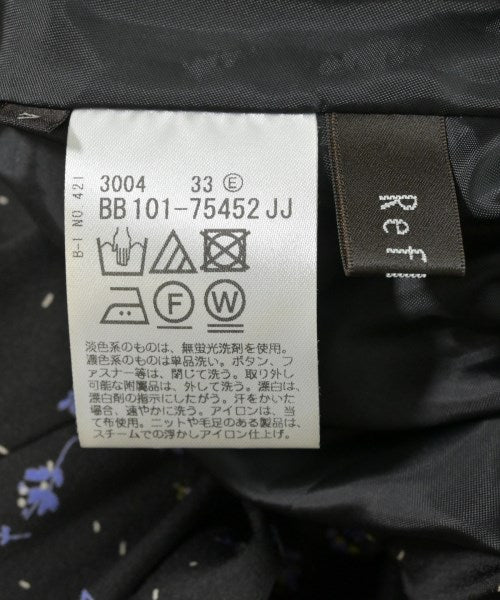 B-I NO 421
3004 33 Ⓔ
BB101-75452JJ
F
W
淡色系のものは、無蛍光洗剤を使用。
濃色系のものは単品洗い。ボタン、フ
ァスナー等は、閉じて洗う。取り外し
可能な附属品は、外して洗う。漂白は、
漂白剤の指示にしたがう。汗をかいた
場合、速やかに洗う。アイロンは、当
て布使用。ニットや毛足のある製品は、
スチームでの浮かしアイロン仕上げ。
Ref